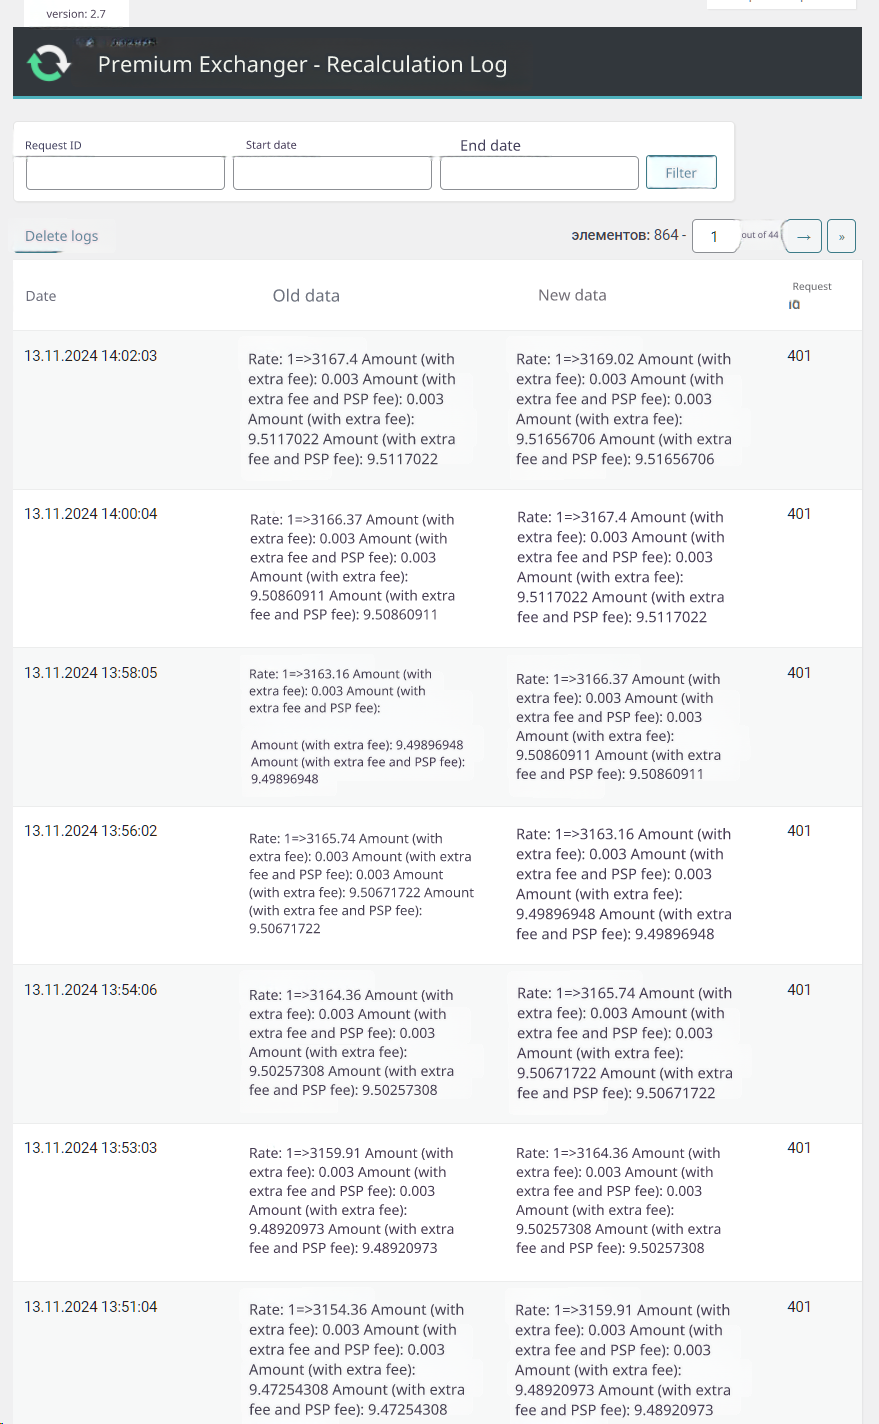 version: 2.7
Premium Exchanger - Recalculation Log
Request ID
Start date
End date
Filter
Delete logs
элементов: 864 - 1 out of 44 → »
Date Old data New data Request
13.11.2024 14:02:03
Rate: 1=>3167.4 Amount (with
extra fee): 0.003 Amount (with
extra fee and PSP fee): 0.003
Amount (with extra fee):
9.5117022 Amount (with extra
fee and PSP fee): 9.5117022
Rate: 1=>3169.02 Amount (with
extra fee): 0.003 Amount (with
extra fee and PSP fee): 0.003
Amount (with extra fee):
9.51656706 Amount (with extra
fee and PSP fee): 9.51656706
401
13.11.2024 14:00:04
Rate: 1=>3166.37 Amount (with
extra fee): 0.003 Amount (with
extra fee and PSP fee): 0.003
Amount (with extra fee):
9.50860911 Amount (with extra
fee and PSP fee): 9.50860911
Rate: 1=>3167.4 Amount (with
extra fee): 0.003 Amount (with
extra fee and PSP fee): 0.003
Amount (with extra fee):
9.5117022 Amount (with extra
fee and PSP fee): 9.5117022
401
13.11.2024 13:58:05
Rate: 1=>3163.16 Amount (with
extra fee): 0.003 Amount (with
extra fee and PSP fee):
Amount (with extra fee): 9.49896948
Amount (with extra fee and PSP fee):
9.49896948
Rate: 1=>3166.37 Amount (with
extra fee): 0.003 Amount (with
extra fee and PSP fee): 0.003
Amount (with extra fee):
9.50860911 Amount (with extra
fee and PSP fee): 9.50860911
401
13.11.2024 13:56:02
Rate: 1=>3165.74 Amount (with
extra fee): 0.003 Amount (with extra
fee and PSP fee): 0.003 Amount
(with extra fee): 9.50671722 Amount
(with extra fee and PSP fee):
9.50671722
Rate: 1=>3163.16 Amount (with
extra fee): 0.003 Amount (with
extra fee and PSP fee): 0.003
Amount (with extra fee):
9.49896948 Amount (with extra
fee and PSP fee): 9.49896948
401
13.11.2024 13:54:06
Rate: 1=>3164.36 Amount (with
extra fee): 0.003 Amount (with
extra fee and PSP fee): 0.003
Amount (with extra fee):
9.50257308 Amount (with extra
fee and PSP fee): 9.50257308
Rate: 1=>3165.74 Amount (with
extra fee): 0.003 Amount (with
extra fee and PSP fee): 0.003
Amount (with extra fee):
9.50671722 Amount (with extra
fee and PSP fee): 9.50671722
401
13.11.2024 13:53:03
Rate: 1=>3159.91 Amount (with
extra fee): 0.003 Amount (with
extra fee and PSP fee): 0.003
Amount (with extra fee):
9.48920973 Amount (with extra
fee and PSP fee): 9.48920973
Rate: 1=>3164.36 Amount (with
extra fee): 0.003 Amount (with
extra fee and PSP fee): 0.003
Amount (with extra fee):
9.50257308 Amount (with extra
fee and PSP fee): 9.50257308
401
13.11.2024 13:51:04
Rate: 1=>3154.36 Amount (with
extra fee): 0.003 Amount (with
extra fee and PSP fee): 0.003
Amount (with extra fee):
9.47254308 Amount (with extra
fee and PSP fee): 9.47254308
Rate: 1=>3159.91 Amount (with
extra fee): 0.003 Amount (with
extra fee and PSP fee): 0.003
Amount (with extra fee):
9.48920973 Amount (with extra
fee and PSP fee): 9.48920973
401